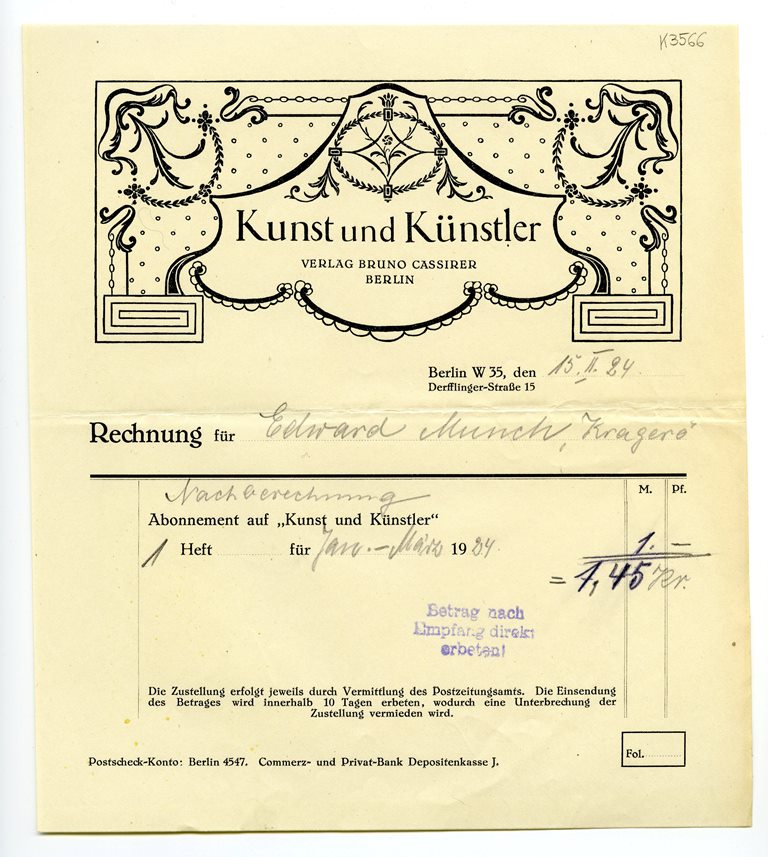 K3566
Kunst und Künstler
VERLAG BRUNO CASSIRER
BERLIN
Berlin W 35, den 15. II. 24.
Derfflinger-Straße 15
Rechnung für Edward Munch, Kragerö
M. Pf.
Nachberechnung
Abonnement auf „Kunst und Künstler“
1 Heft für Jan. - März 1924. 1. —
= 1,45 Kr.
Betrag nach
Empfang direkt
erbeten!
Die Zustellung erfolgt jeweils durch Vermittlung des Postzeitungsamts. Die Einsendung
des Betrages wird innerhalb 10 Tagen erbeten, wodurch eine Unterbrechung der
Zustellung vermieden wird.
Fol.
Postscheck-Konto: Berlin 4547. Commerz- und Privat-Bank Depositenkasse J.